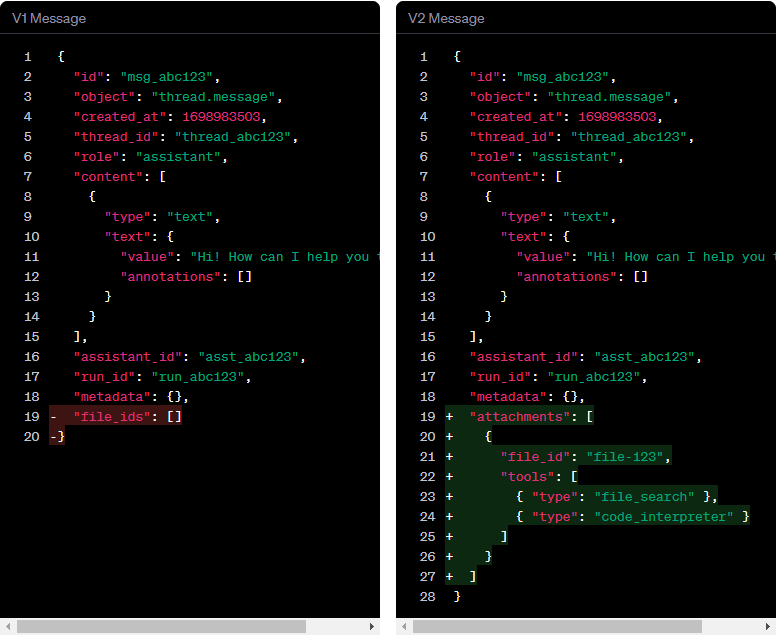 V1 Message
1 {
2 "id": "msg_abc123",
3 "object": "thread.message",
4 "created_at": 1698983503,
5 "thread_id": "thread_abc123",
6 "role": "assistant",
7 "content": [
8 {
9 "type": "text",
10 "text": {
11 "value": "Hi! How can I help you
12 "annotations": []
13 }
14 }
15 ],
16 "assistant_id": "asst_abc123",
17 "run_id": "run_abc123",
18 "metadata": {},
19 - "file_ids": []
20 -}
V2 Message
1 {
2 "id": "msg_abc123",
3 "object": "thread.message",
4 "created_at": 1698983503,
5 "thread_id": "thread_abc123",
6 "role": "assistant",
7 "content": [
8 {
9 "type": "text",
10 "text": {
11 "value": "Hi! How can I help you
12 "annotations": []
13 }
14 }
15 ],
16 "assistant_id": "asst_abc123",
17 "run_id": "run_abc123",
18 "metadata": {},
19 + "attachments": [
20 + {
21 + "file_id": "file-123",
22 + "tools": [
23 + { "type": "file_search" },
24 + { "type": "code_interpreter" }
25 + ]
26 + }
27 + ]
28 }